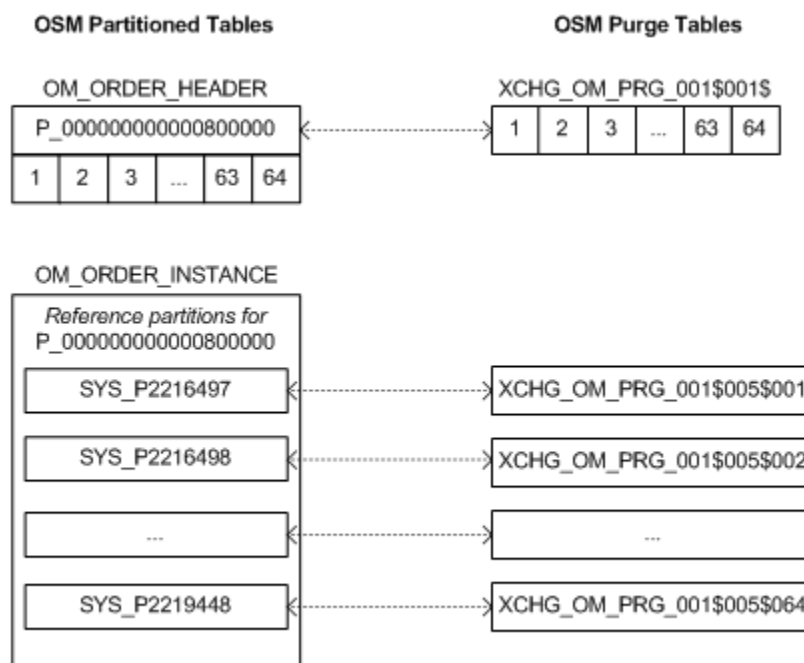 OSM Partitioned Tables OSM Purge Tables
OM_ORDER_HEADER XCHG_OM_PRG_001$001$
P_000000000000800000 1 2 3 ... 63 64
1 2 3 ... 63 64
OM_ORDER_INSTANCE
Reference partitions for
P_000000000000800000
SYS_P2216497 XCHG_OM_PRG_001$005$001
SYS_P2216498 XCHG_OM_PRG_001$005$002
... ...
SYS_P2219448 XCHG_OM_PRG_001$005$064